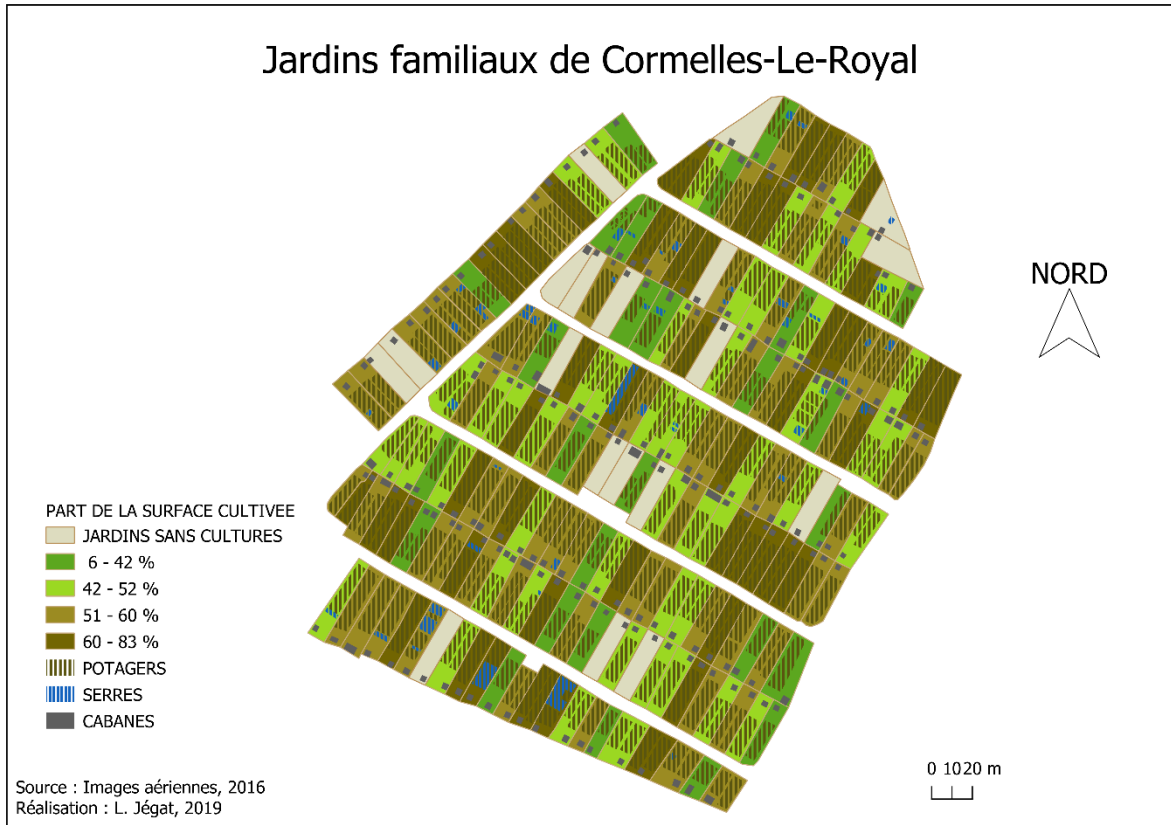 Jardins familiaux de Cormelles-Le-Royal
NORD
PART DE LA SURFACE CULTIVEE
JARDINS SANS CULTURES
6 - 42 %
42 - 52 %
51 - 60 %
60 - 83 %
POTAGERS
SERRES
CABANES
Source : Images aériennes, 2016
Réalisation : L. Jégat, 2019
0 1020 m